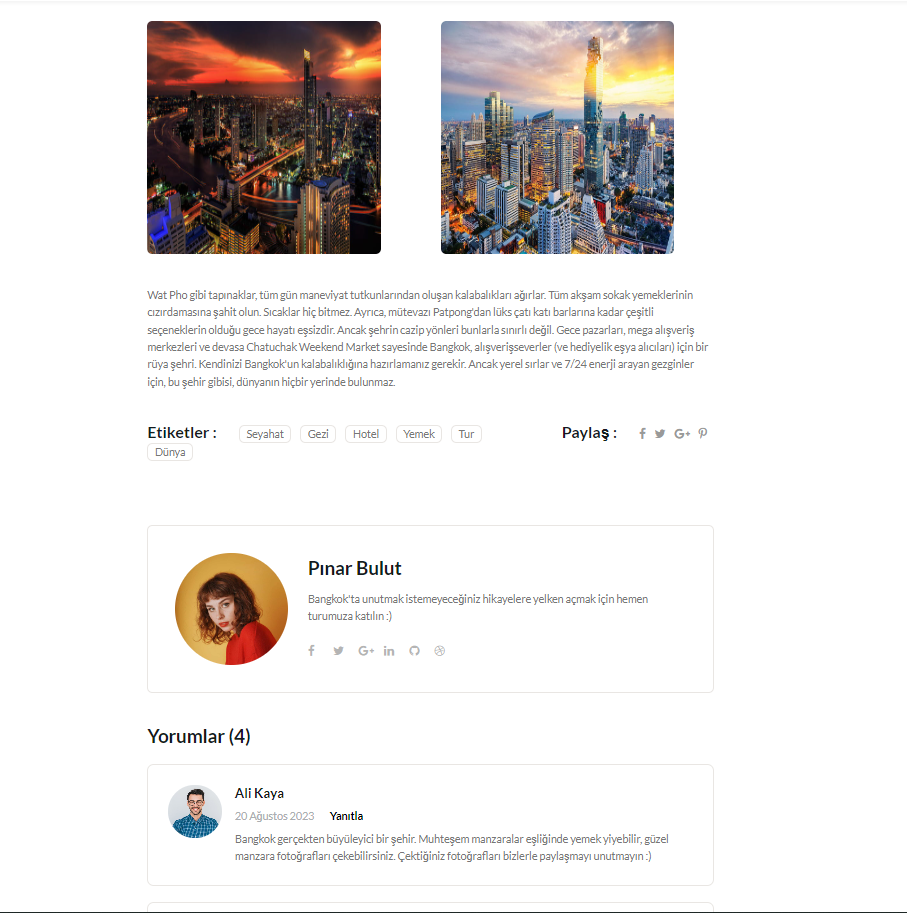 Wat Pho gibi tapınaklar, tüm gün maneviyat tutkunlarından oluşan kalabalıkları ağırlar. Tüm akşam sokak yemeklerinin
cızırdamasına şahit olun. Sıcaklar hiç bitmez. Ayrıca, mütevazı Patpong'dan lüks çatı katı barlarına kadar çeşitli
seçeneklerin olduğu gece hayatı eşsizdir. Ancak şehrin cazip yönleri bunlarla sınırlı değil. Gece pazarları, mega alışveriş
merkezleri ve devasa Chatuchak Weekend Market sayesinde Bangkok, alışverişseverler (ve hediyelik eşya alıcıları) için bir
rüya şehri. Kendinizi Bangkok'un kalabalıklığına hazırlamanız gerekir. Ancak yerel sırlar ve 7/24 enerji arayan gezginler
için, bu şehir gibisi, dünyanın hiçbir yerinde bulunmaz.
Etiketler : Seyahat Gezi Hotel Yemek Tur Paylaş :
Dünya
Pınar Bulut
Bangkok'ta unutmak istemeyeceğiniz hikayelere yelken açmak için hemen
turumuza katılın :)
Yorumlar (4)
Ali Kaya
20 Ağustos 2023 Yanıtla
Bangkok gerçekten büyüleyici bir şehir. Muhteşem manzaralar eşliğinde yemek yiyebilir, güzel
manzara fotoğrafları çekebilirsiniz. Çektiğiniz fotoğrafları bizlerle paylaşmayı unutmayın :)